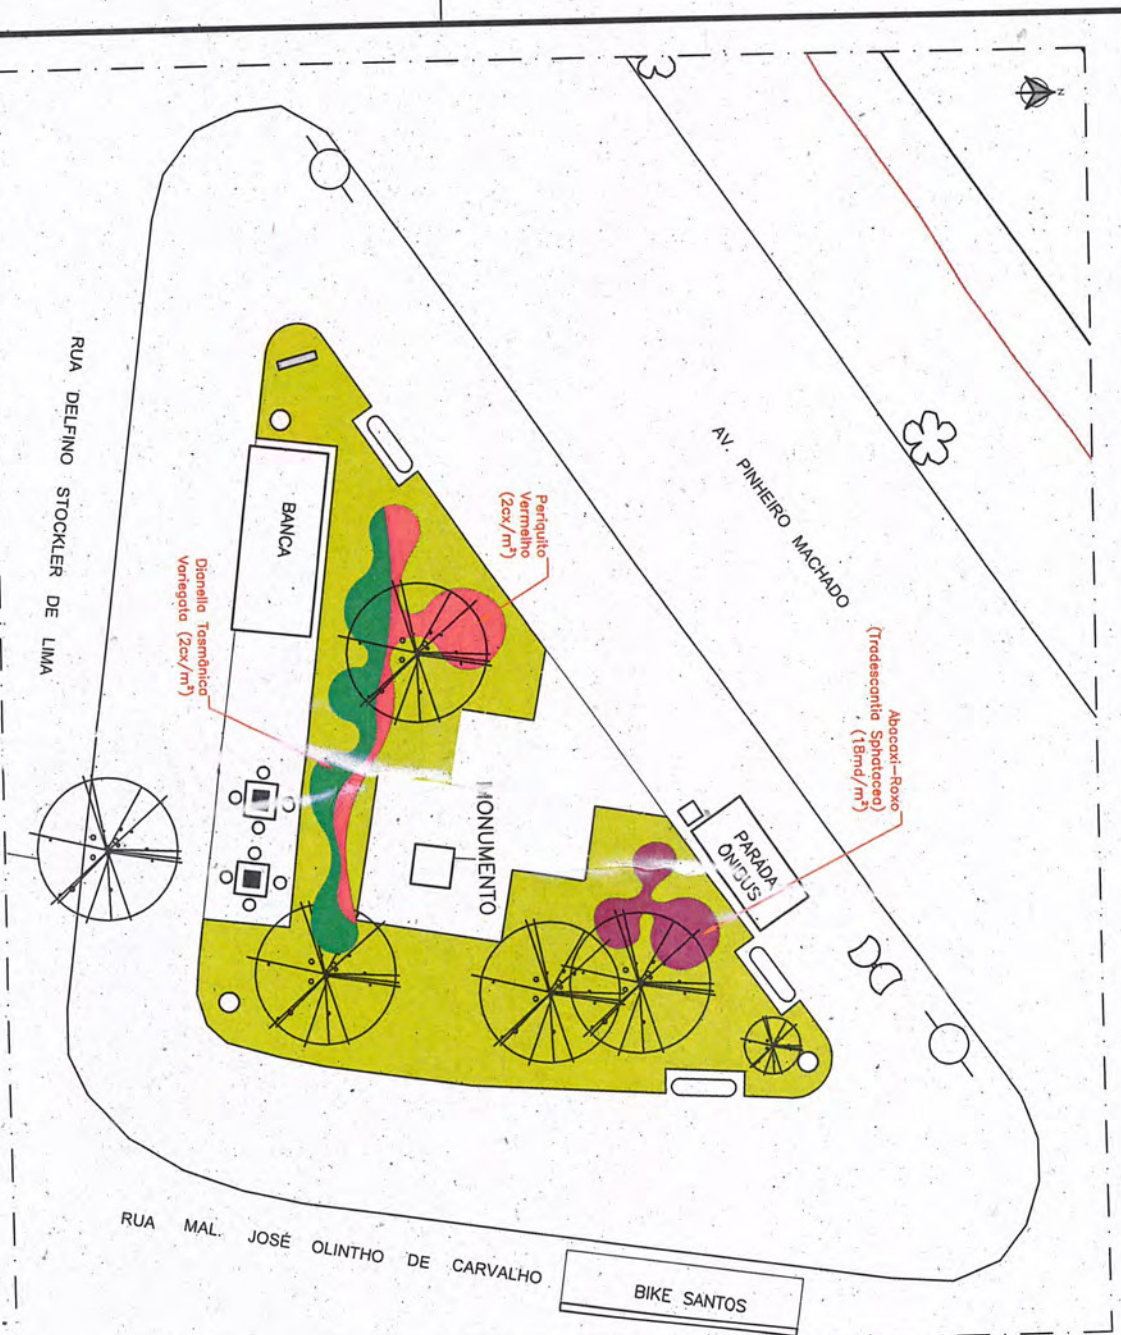 N
AV. PINHEIRO MACHADO
RUA DELFINO STOCKLER DE LIMA
BANCA
Periquito
Vermelho
(2cx/m²)
Dianella Tasmânica
Variegata (2cx/m²)
Abacaxi-Roxo
(Tradescantia Sphatacea)
(18md/m²)
MONUMENTO
PARADA
ÔNIBUS
RUA MAL. JOSÉ OLINTHO DE CARVALHO
BIKE SANTOS